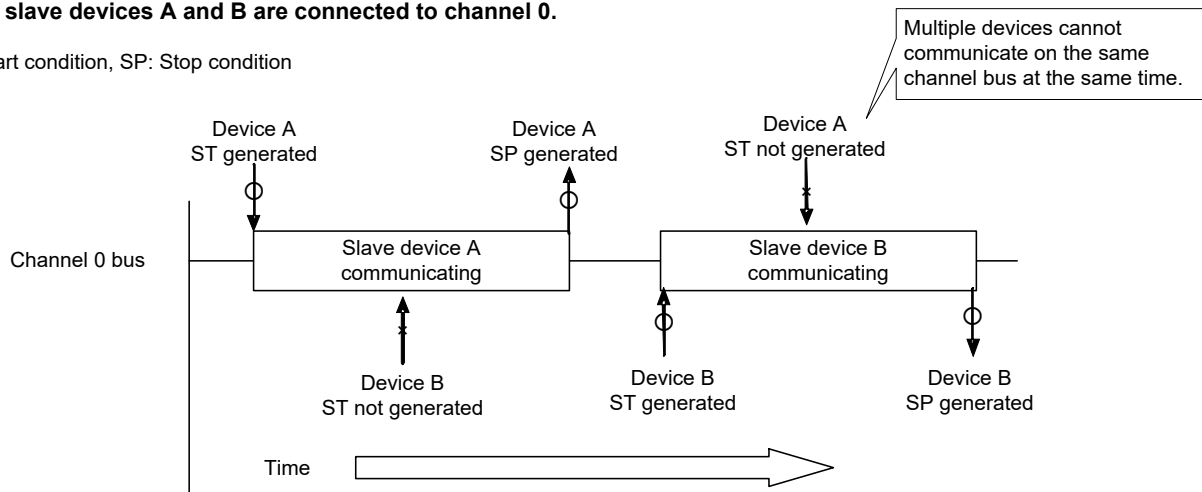 slave devices A and B are connected to channel 0.
art condition, SP: Stop condition
Multiple devices cannot
communicate on the same
channel bus at the same time.
Device A
ST generated
Device A
SP generated
Device A
ST not generated
Channel 0 bus
Slave device A
communicating
Slave device B
communicating
Device B
ST not generated
Device B
ST generated
Device B
SP generated
Time